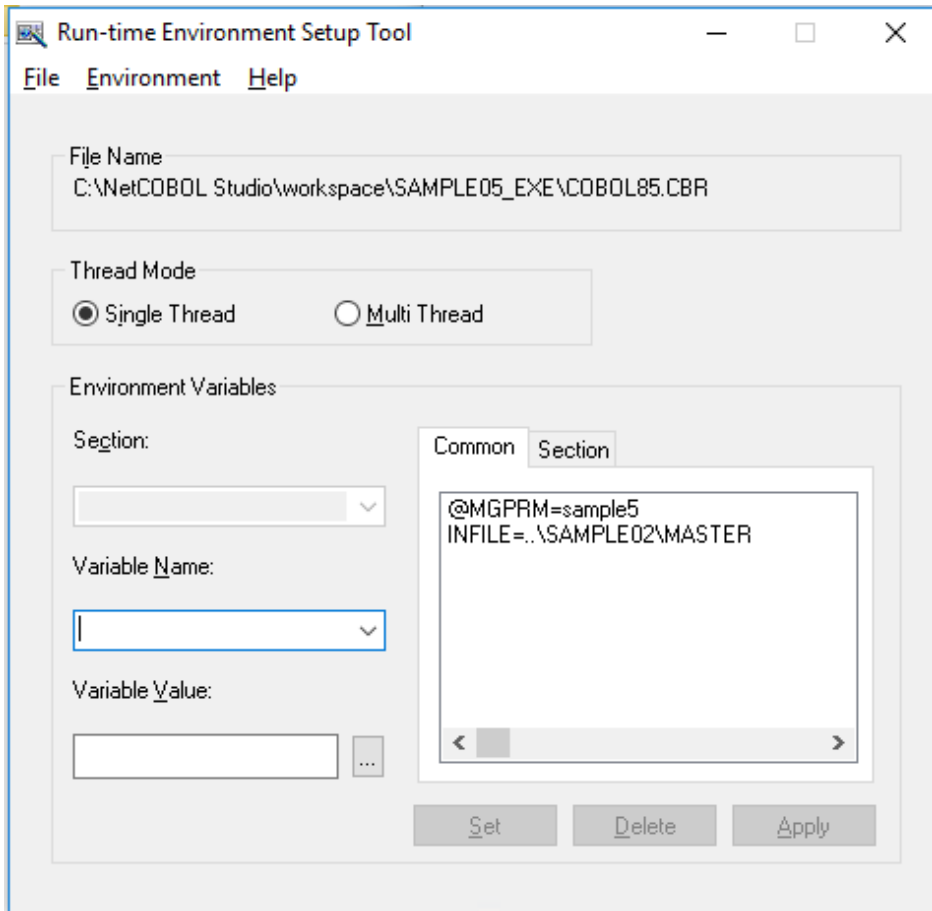 Run-time Environment Setup Tool
File Environment Help
File Name
C:\NetCOBOL Studio\workspace\SAMPLE05_EXE\COBOL85.CBR
Thread Mode
Single Thread Multi Thread
Environment Variables
Section:
Common Section
@MGPRM=sample5
INFILE=..\SAMPLE02\MASTER
Variable Name:
Variable Value:
...
Set Delete Apply